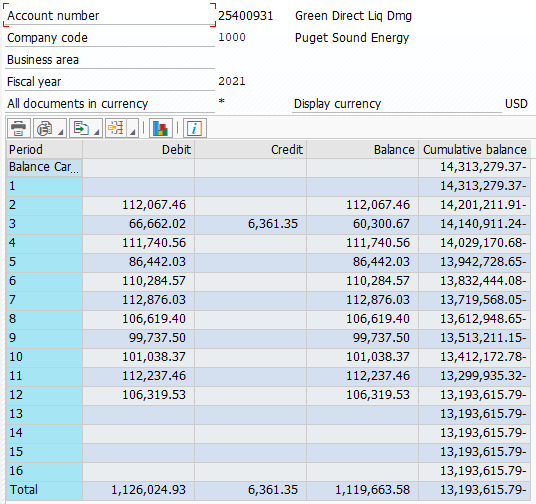 Account number 25400931 Green Direct Liq Dmg
Company code 1000 Puget Sound Energy
Business area
Fiscal year 2021
All documents in currency * Display currency USD
Period Debit Credit Balance Cumulative balance
Balance Car... 14,313,279.37-
1 14,313,279.37-
2 112,067.46 112,067.46 14,201,211.91-
3 66,662.02 6,361.35 60,300.67 14,140,911.24-
4 111,740.56 111,740.56 14,029,170.68-
5 86,442.03 86,442.03 13,942,728.65-
6 110,284.57 110,284.57 13,832,444.08-
7 112,876.03 112,876.03 13,719,568.05-
8 106,619.40 106,619.40 13,612,948.65-
9 99,737.50 99,737.50 13,513,211.15-
10 101,038.37 101,038.37 13,412,172.78-
11 112,237.46 112,237.46 13,299,935.32-
12 106,319.53 106,319.53 13,193,615.79-
13 13,193,615.79-
14 13,193,615.79-
15 13,193,615.79-
16 13,193,615.79-
Total 1,126,024.93 6,361.35 1,119,663.58 13,193,615.79-